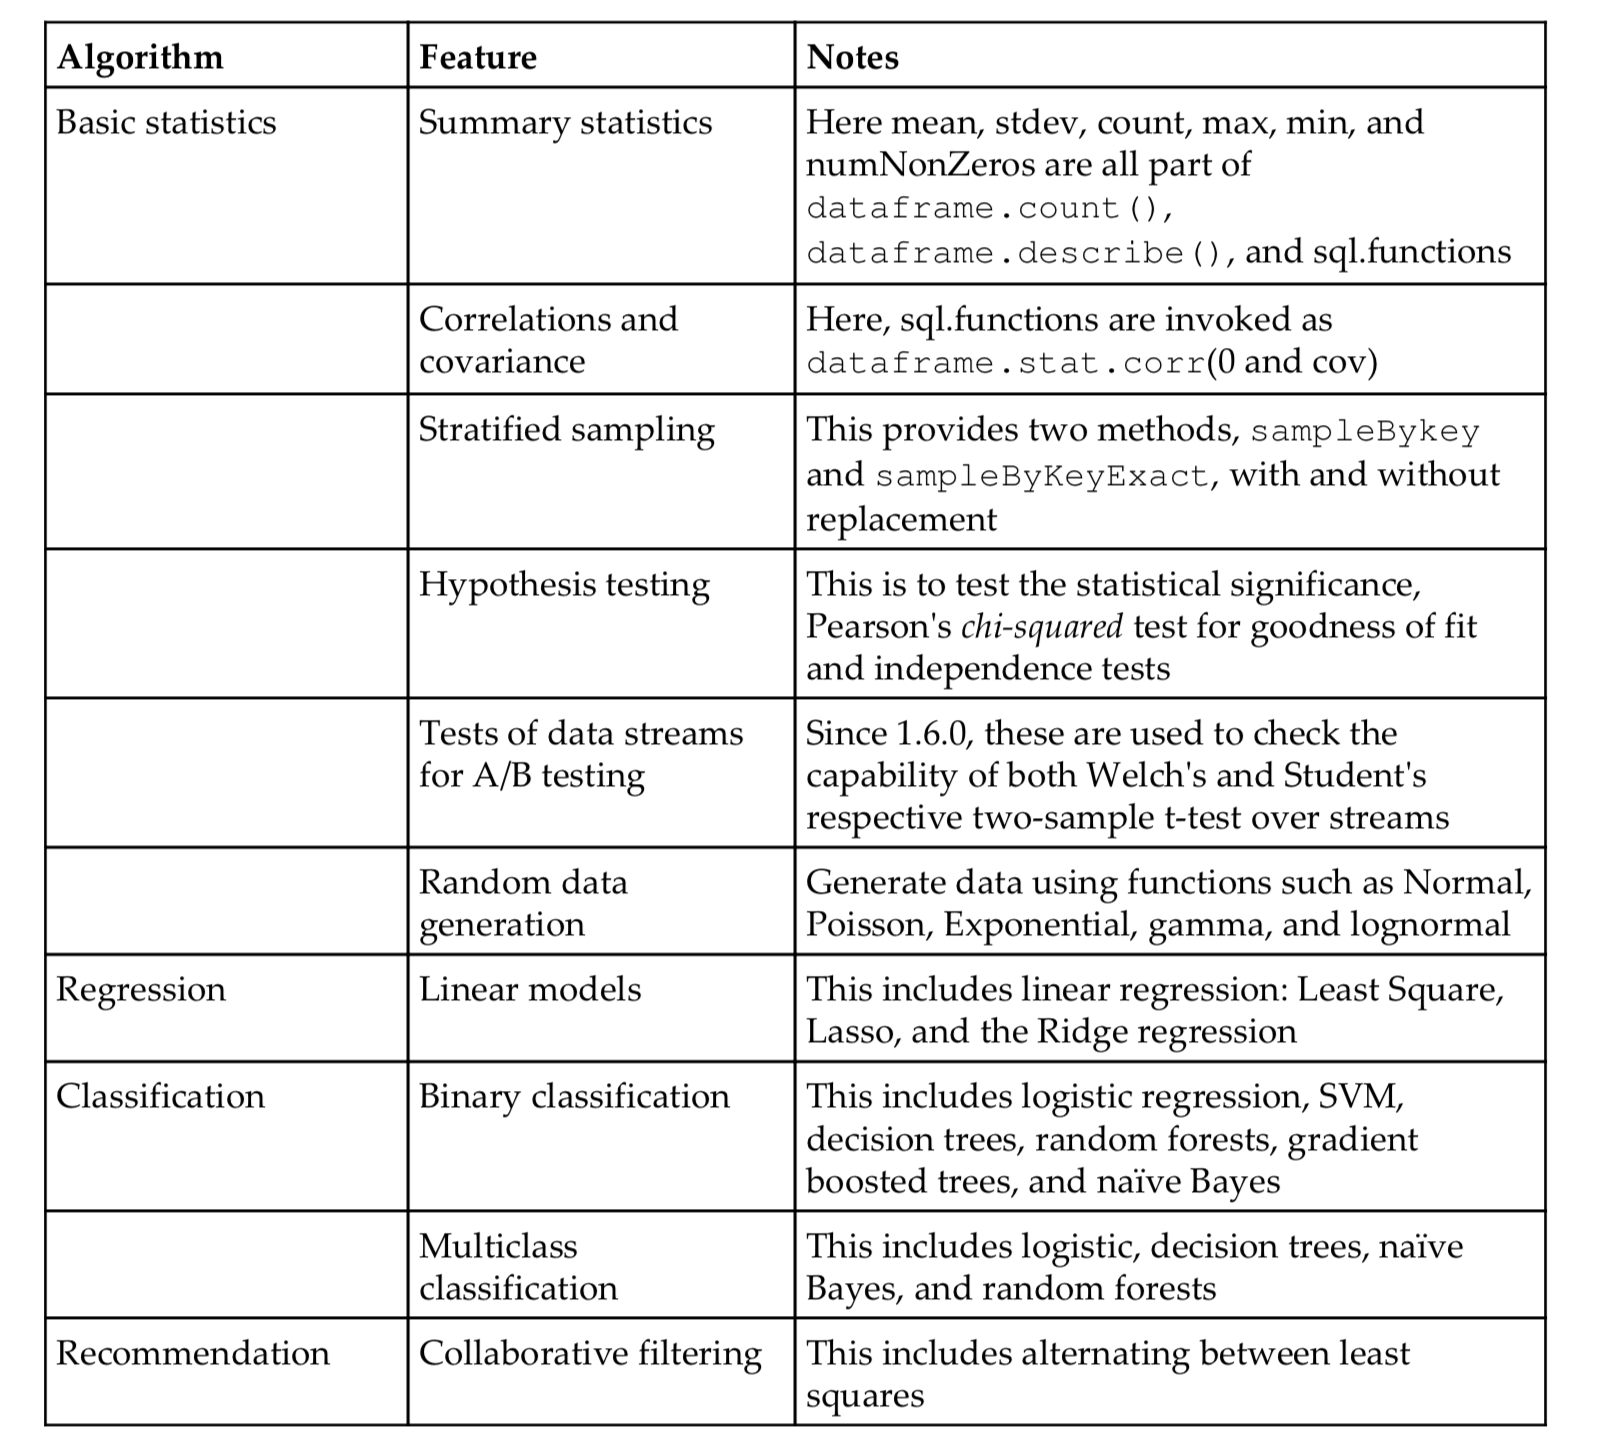 Algorithm
Feature
Notes
Basic statistics
Summary statistics
Here mean, stdev, count, max, min, and
numNonZeros are all part of
dataframe.count(),
dataframe.describe(), and sql.functions
Correlations and
covariance
Here, sql.functions are invoked as
dataframe.stat.corr(0 and cov)
Stratified sampling
This provides two methods, sampleBykey
and sampleByKeyExact, with and without
replacement
Hypothesis testing
This is to test the statistical significance,
Pearson's chi-squared test for goodness of fit
and independence tests
Tests of data streams
for A/B testing
Since 1.6.0, these are used to check the
capability of both Welch's and Student's
respective two-sample t-test over streams
Random data
generation
Generate data using functions such as Normal,
Poisson, Exponential, gamma, and lognormal
Regression
Linear models
This includes linear regression: Least Square,
Lasso, and the Ridge regression
Classification
Binary classification
This includes logistic regression, SVM,
decision trees, random forests, gradient
boosted trees, and naïve Bayes
Multiclass
classification
This includes logistic, decision trees, naïve
Bayes, and random forests
Recommendation
Collaborative filtering
This includes alternating between least
squares